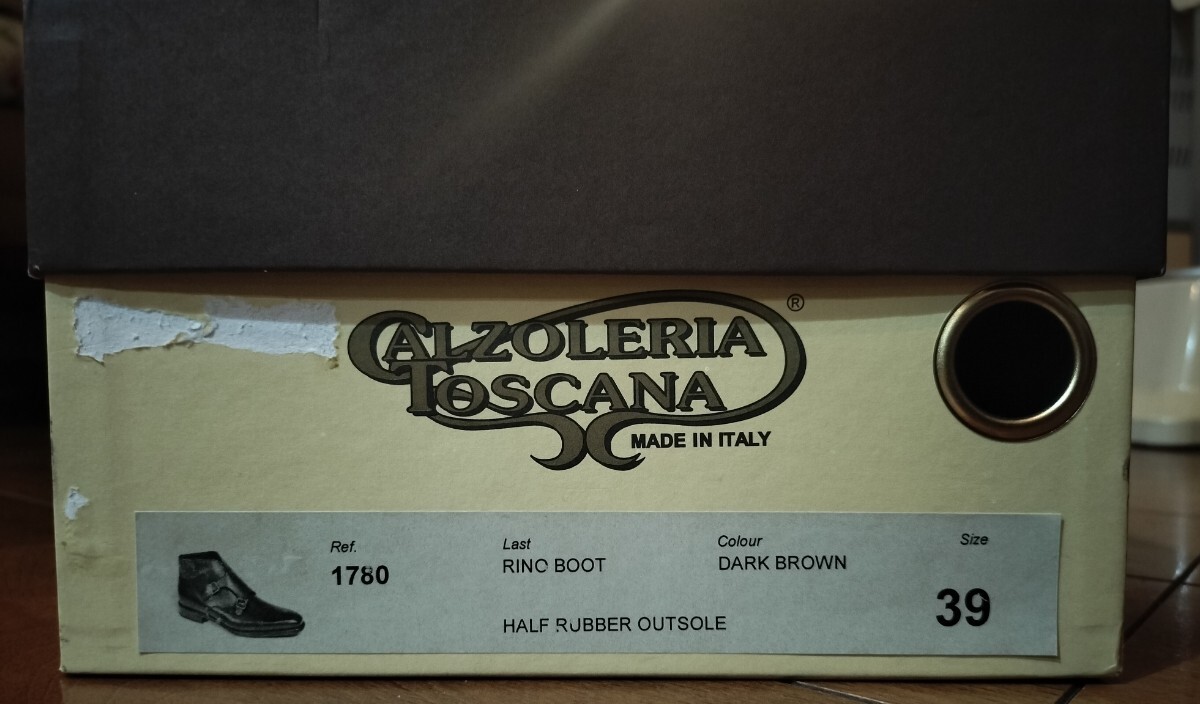 CALZOLERIA ®
TOSCANA
MADE IN ITALY
Ref. Last Colour Size
1780 RINO BOOT DARK BROWN
39
HALF RUBBER OUTSOLE